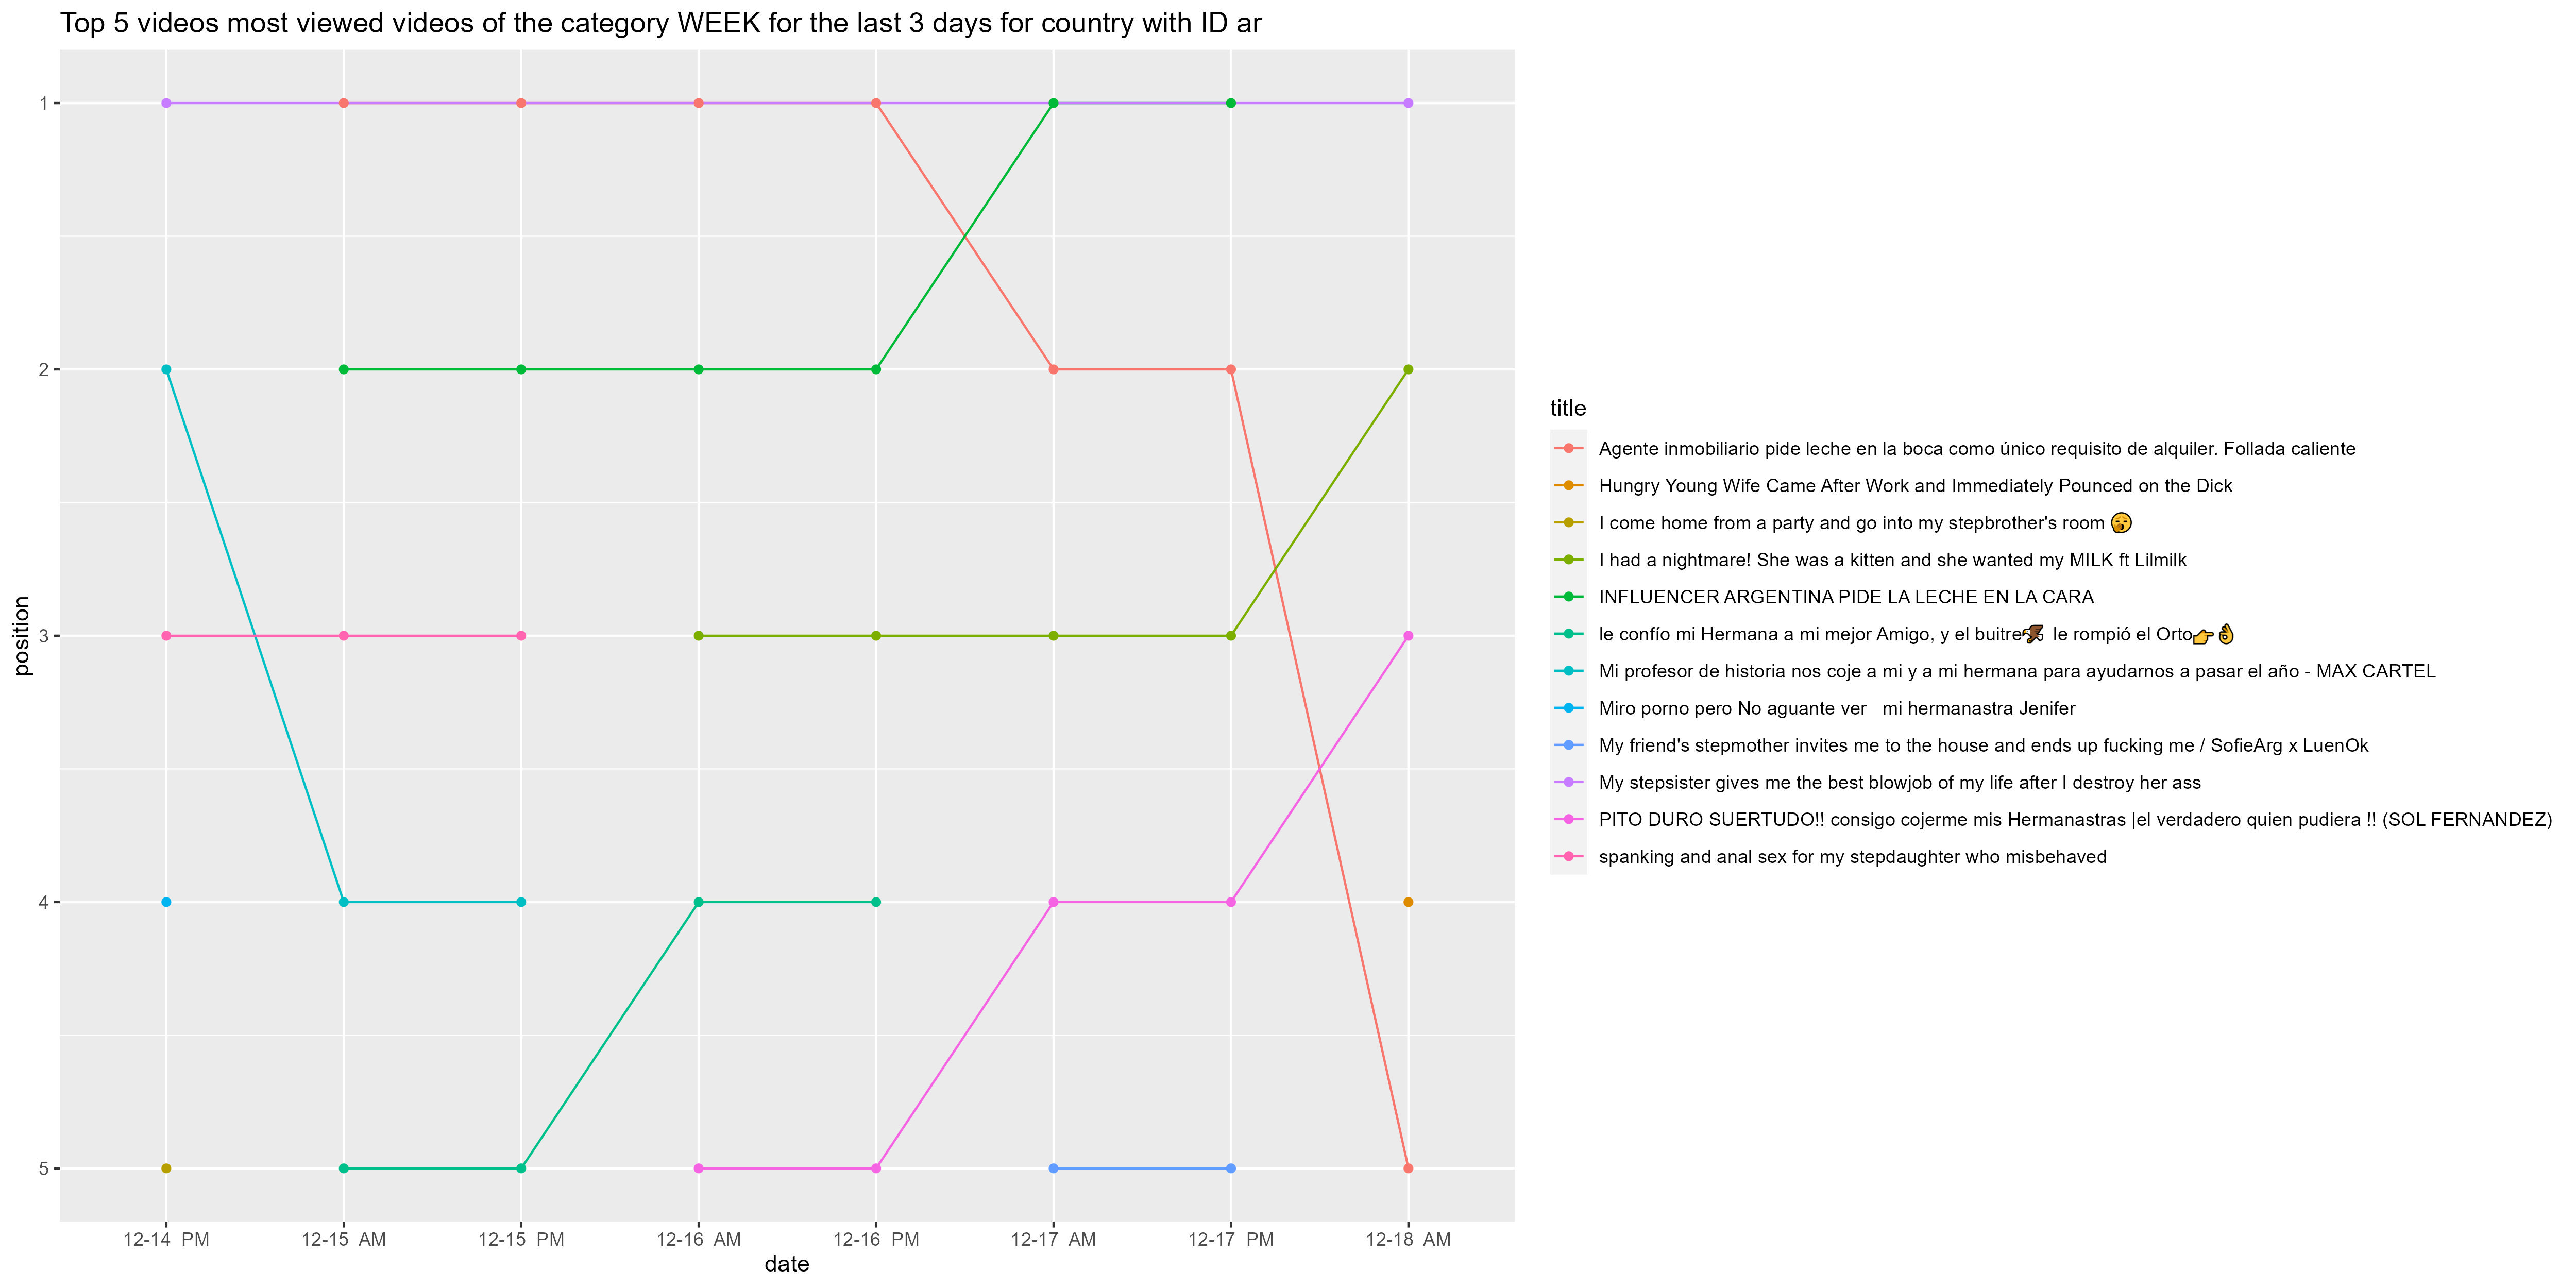 Top 5 videos most viewed videos of the category WEEK for the last 3 days for country with ID ar
1
2
3
4
5
position
12-14 PM
12-15 AM
12-15 PM
12-16 AM
12-16 PM
12-17 AM
12-17 PM
12-18 AM
date
title
Agente inmobiliario pide leche en la boca como único requisito de alquiler. Follada caliente
Hungry Young Wife Came After Work and Immediately Pounced on the Dick
I come home from a party and go into my stepbrother's room 🥱
I had a nightmare! She was a kitten and she wanted my MILK ft Lilmilk
INFLUENCER ARGENTINA PIDE LA LECHE EN LA CARA
le confío mi Hermana a mi mejor Amigo, y el buitre🦅 le rompió el Orto👉👌
Mi profesor de historia nos coje a mi y a mi hermana para ayudarnos a pasar el año - MAX CARTEL
Miro porno pero No aguante ver   mi hermanastra Jenifer
My friend's stepmother invites me to the house and ends up fucking me / SofieArg x LuenOk
My stepsister gives me the best blowjob of my life after I destroy her ass
PITO DURO SUERTUDO!! consigo cojerme mis Hermanastras |el verdadero quien pudiera !! (SOL FERNANDEZ)
spanking and anal sex for my stepdaughter who misbehaved